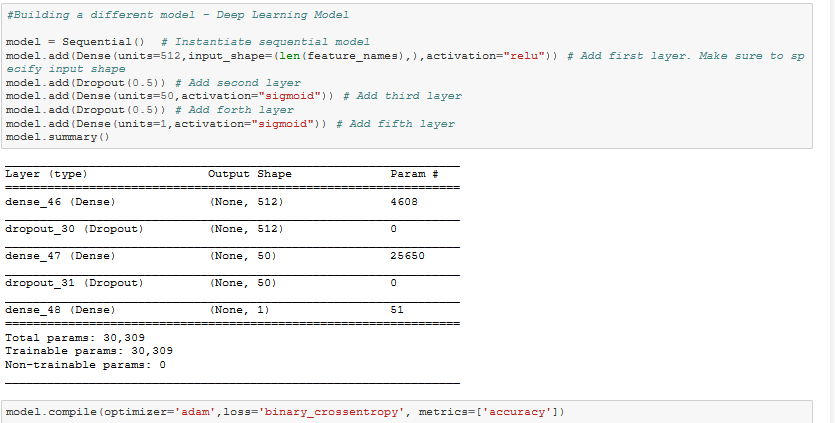 #Building a different model - Deep Learning Model
model = Sequential()  # Instantiate sequential model
model.add(Dense(units=512,input_shape=(len(feature_names),),activation="relu")) # Add first layer. Make sure to sp
ecify input shape
model.add(Dropout(0.5)) # Add second layer
model.add(Dense(units=50,activation="sigmoid")) # Add third layer
model.add(Dropout(0.5)) # Add forth layer
model.add(Dense(units=1,activation="sigmoid")) # Add fifth layer
model.summary()
Layer (type) Output Shape Param #
dense_46 (Dense) (None, 512) 4608
dropout_30 (Dropout) (None, 512) 0
dense_47 (Dense) (None, 50) 25650
dropout_31 (Dropout) (None, 50) 0
dense_48 (Dense) (None, 1) 51
Total params: 30,309
Trainable params: 30,309
Non-trainable params: 0
model.compile(optimizer='adam',loss='binary_crossentropy', metrics=['accuracy'])